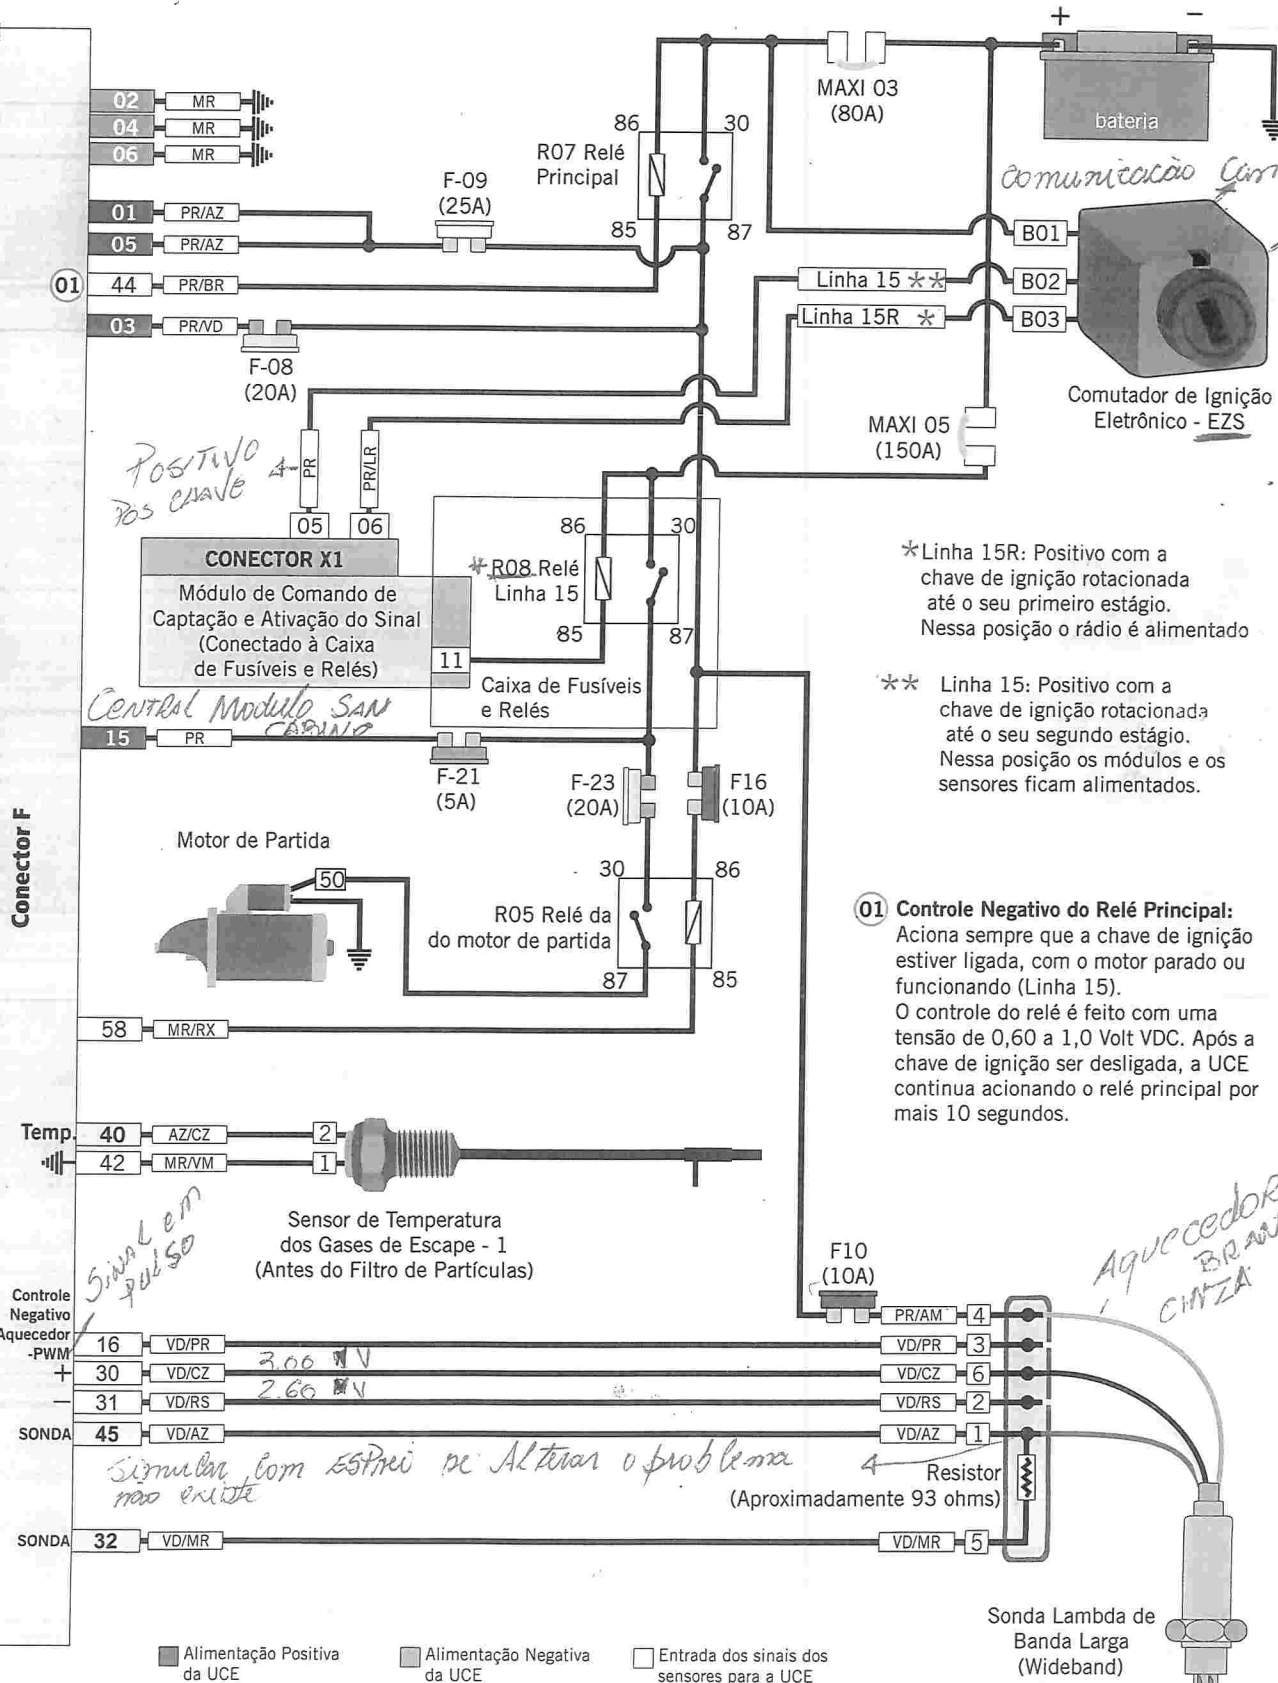 + −
MAXI 03
(80A)
bateria
02 MR
04 MR
06 MR
86 30
R07 Relé
Principal
85 87
F-09
(25A)
01 PR/AZ
05 PR/AZ
01 44 PR/BR
03 PR/VD
F-08
(20A)
comunicacão
B01
Linha 15 ** B02
Linha 15R * B03
Comutador de Ignição
Eletrônico - EZS
MAXI 05
(150A)
POSITIVO
PÓS CHAVE
PR
PR/LR
05 06
CONECTOR X1
Módulo de Comando de
Captação e Ativação do Sinal
(Conectado à Caixa
de Fusíveis e Relés)
11
86 30
* R08 Relé
Linha 15
85 87
Caixa de Fusíveis
e Relés
*Linha 15R: Positivo com a
chave de ignição rotacionada
até o seu primeiro estágio.
Nessa posição o rádio é alimentado
** Linha 15: Positivo com a
chave de ignição rotacionada
até o seu segundo estágio.
Nessa posição os módulos e os
sensores ficam alimentados.
CENTRAL MODULO SAN
CABINE
15 PR
F-21
(5A)
F-23
(20A)
F16
(10A)
Conector F
Motor de Partida
50
30 86
R05 Relé da
do motor de partida
87 85
58 MR/RX
01 Controle Negativo do Relé Principal:
Aciona sempre que a chave de ignição
estiver ligada, com o motor parado ou
funcionando (Linha 15).
O controle do relé é feito com uma
tensão de 0,60 a 1,0 Volt VDC. Após a
chave de ignição ser desligada, a UCE
continua acionando o relé principal por
mais 10 segundos.
Temp. 40 AZ/CZ 2
42 MR/VM 1
Sensor de Temperatura
dos Gases de Escape - 1
(Antes do Filtro de Partículas)
SINAL em
PULSO
Aquecedor
CINZA
F10
(10A)
PR/AM 4
Controle
Negativo
Aquecedor
-PWM
16 VD/PR VD/PR 3
+ 30 VD/CZ VD/CZ 6
2.60 V
− 31 VD/RS VD/RS 2
SONDA 45 VD/AZ VD/AZ 1
Simular com ESPREI se Alterar o problema
não existe
4
Resistor
(Aproximadamente 93 ohms)
SONDA 32 VD/MR VD/MR 5
Sonda Lambda de
Banda Larga
(Wideband)
Alimentação Positiva
da UCE
Alimentação Negativa
da UCE
Entrada dos sinais dos
sensores para a UCE